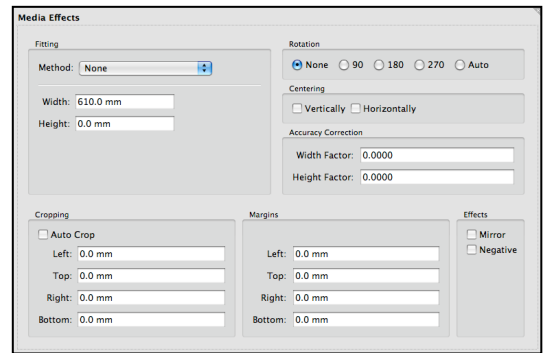 Media Effects
Fitting
Method: None
Width: 610.0 mm
Height: 0.0 mm
Rotation
None 90 180 270 Auto
Centering
Vertically Horizontally
Accuracy Correction
Width Factor: 0.0000
Height Factor: 0.0000
Cropping
Auto Crop
Left: 0.0 mm
Top: 0.0 mm
Right: 0.0 mm
Bottom: 0.0 mm
Margins
Left: 0.0 mm
Top: 0.0 mm
Right: 0.0 mm
Bottom: 0.0 mm
Effects
Mirror
Negative